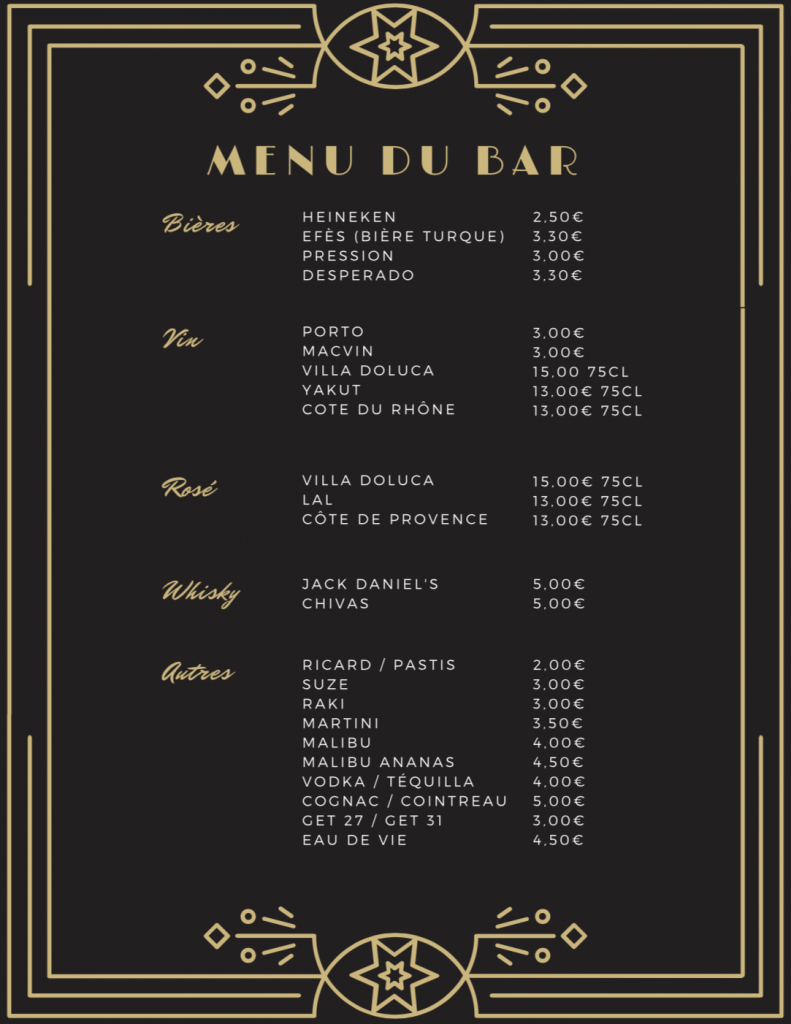 MENU DU BAR
Bières
HEINEKEN 2,50€
EFÈS (BIÈRE TURQUE) 3,30€
PRESSION 3,00€
DESPERADO 3,30€
Vin
PORTO 3,00€
MACVIN 3,00€
VILLA DOLUCA 15,00 75CL
YAKUT 13,00€ 75CL
COTE DU RHÔNE 13,00€ 75CL
Rosé
VILLA DOLUCA 15,00€ 75CL
LAL 13,00€ 75CL
CÔTE DE PROVENCE 13,00€ 75CL
Whisky
JACK DANIEL'S 5,00€
CHIVAS 5,00€
Autres
RICARD / PASTIS 2,00€
SUZE 3,00€
RAKI 3,00€
MARTINI 3,50€
MALIBU 4,00€
MALIBU ANANAS 4,50€
VODKA / TÉQUILLA 4,00€
COGNAC / COINTREAU 5,00€
GET 27 / GET 31 3,00€
EAU DE VIE 4,50€